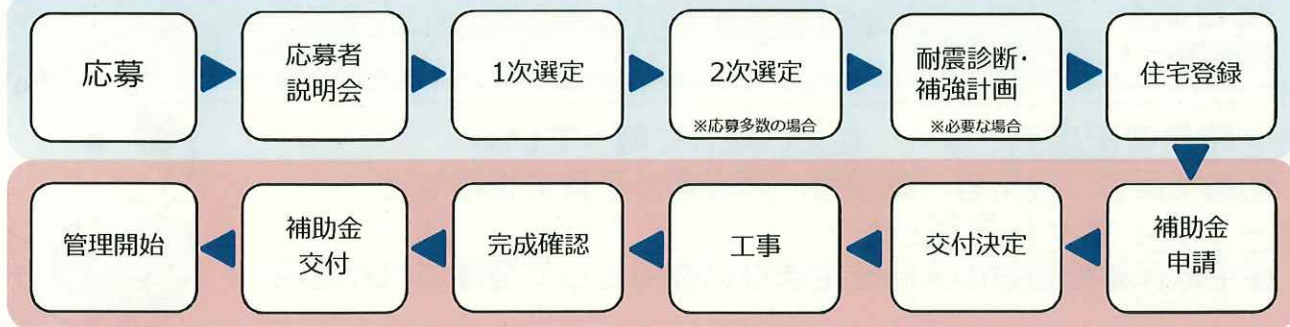 応募
応募者
説明会
1次選定
2次選定
※応募多数の場合
耐震診断・
補強計画
※必要な場合
住宅登録
補助金
申請
交付決定
工事
完成確認
補助金
交付
管理開始